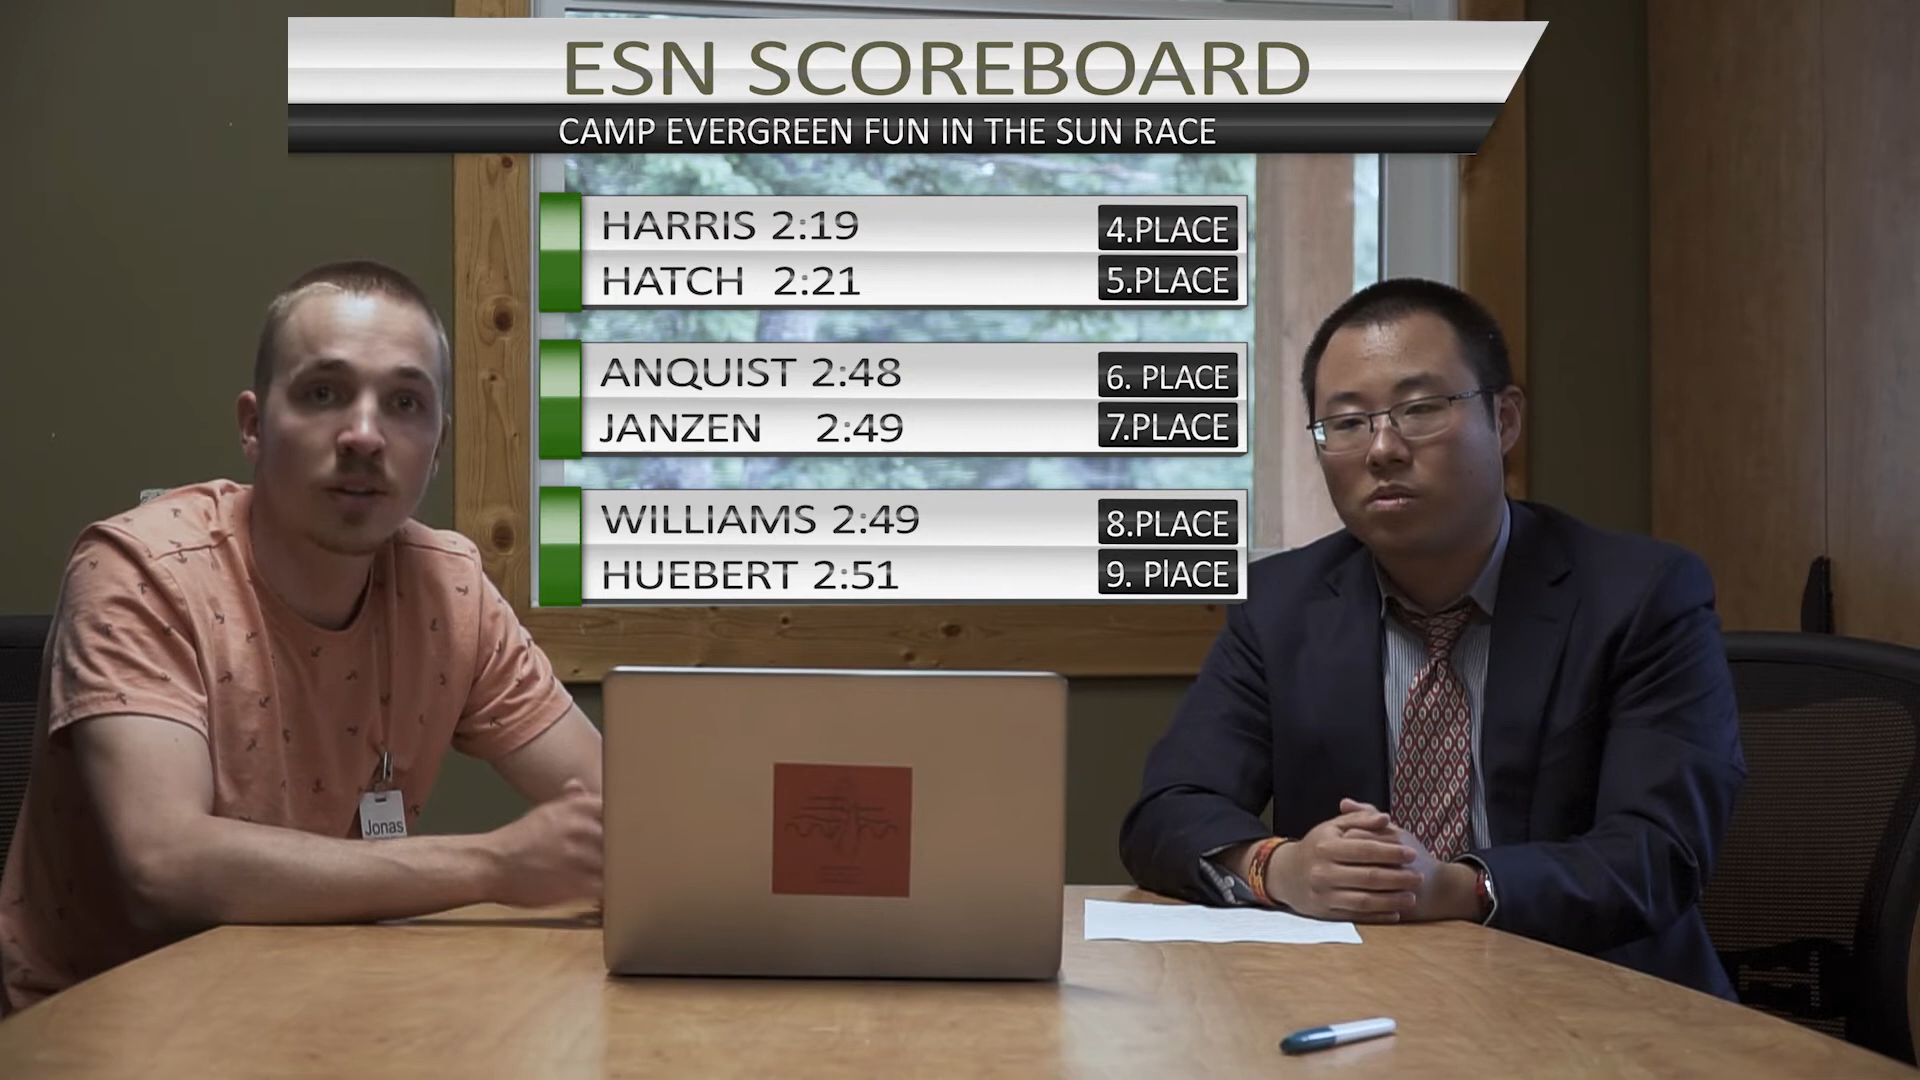 ESN SCOREBOARD
CAMP EVERGREEN FUN IN THE SUN RACE
HARRIS 2:19 4.PLACE
HATCH 2:21 5.PLACE
ANQUIST 2:48 6. PLACE
JANZEN 2:49 7.PLACE
WILLIAMS 2:49 8.PLACE
HUEBERT 2:51 9. PlACE
Jonas